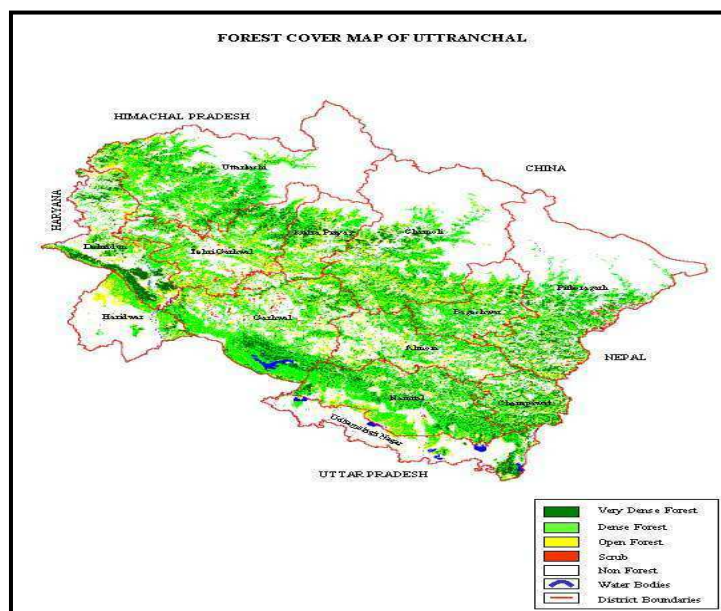 FOREST COVER MAP OF UTTRANCHAL
HIMACHAL PRADESH
Uttarkashi
CHINA
HARYANA
Dehradun
Tehri Garhwal
Rudra Prayag
Chamoli
Haridwar
Garhwal
Bageshwar
Pithoragarh
Almora
NEPAL
Nainital
Champawat
Udhamsingh Nagar
UTTAR PRADESH
Very Dense Forest
Dense Forest
Open Forest
Scrub
Non Forest
Water Bodies
District Boundaries